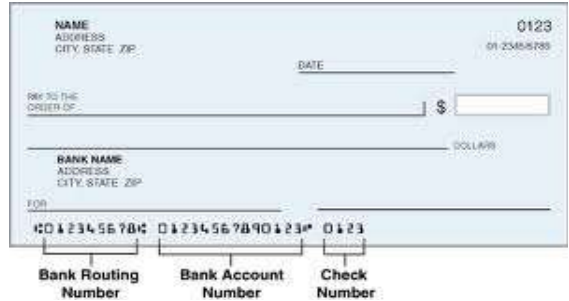 NAME 0123
ADDRESS 01-2345/6789
CITY, STATE ZIP
DATE
PAY TO THE
ORDER OF $
DOLLARS
BANK NAME
ADDRESS
CITY, STATE ZIP
FOR
⑆012345678⑆ 01234567890123⑈ 0123
Bank Routing Number
Bank Account Number
Check Number